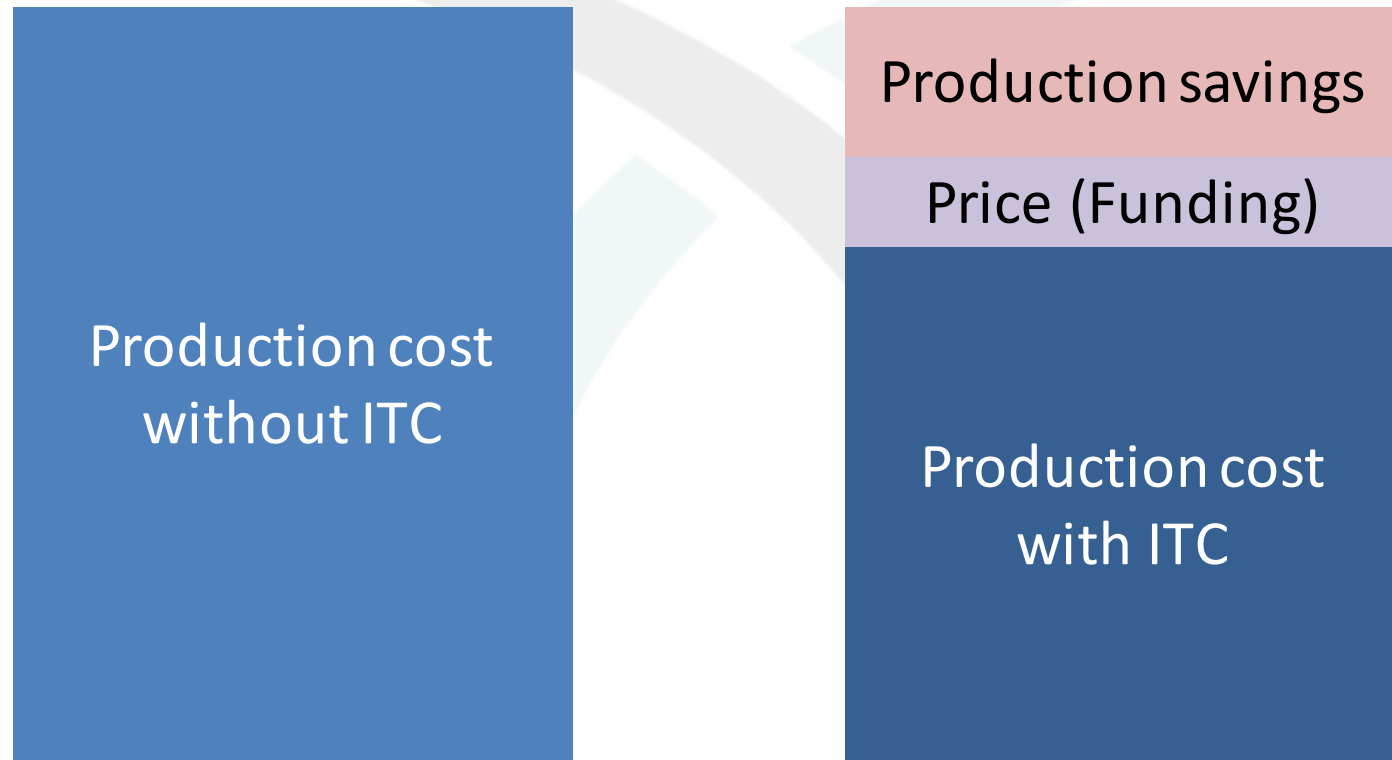 Production cost
without ITC
Production savings
Price (Funding)
Production cost
with ITC